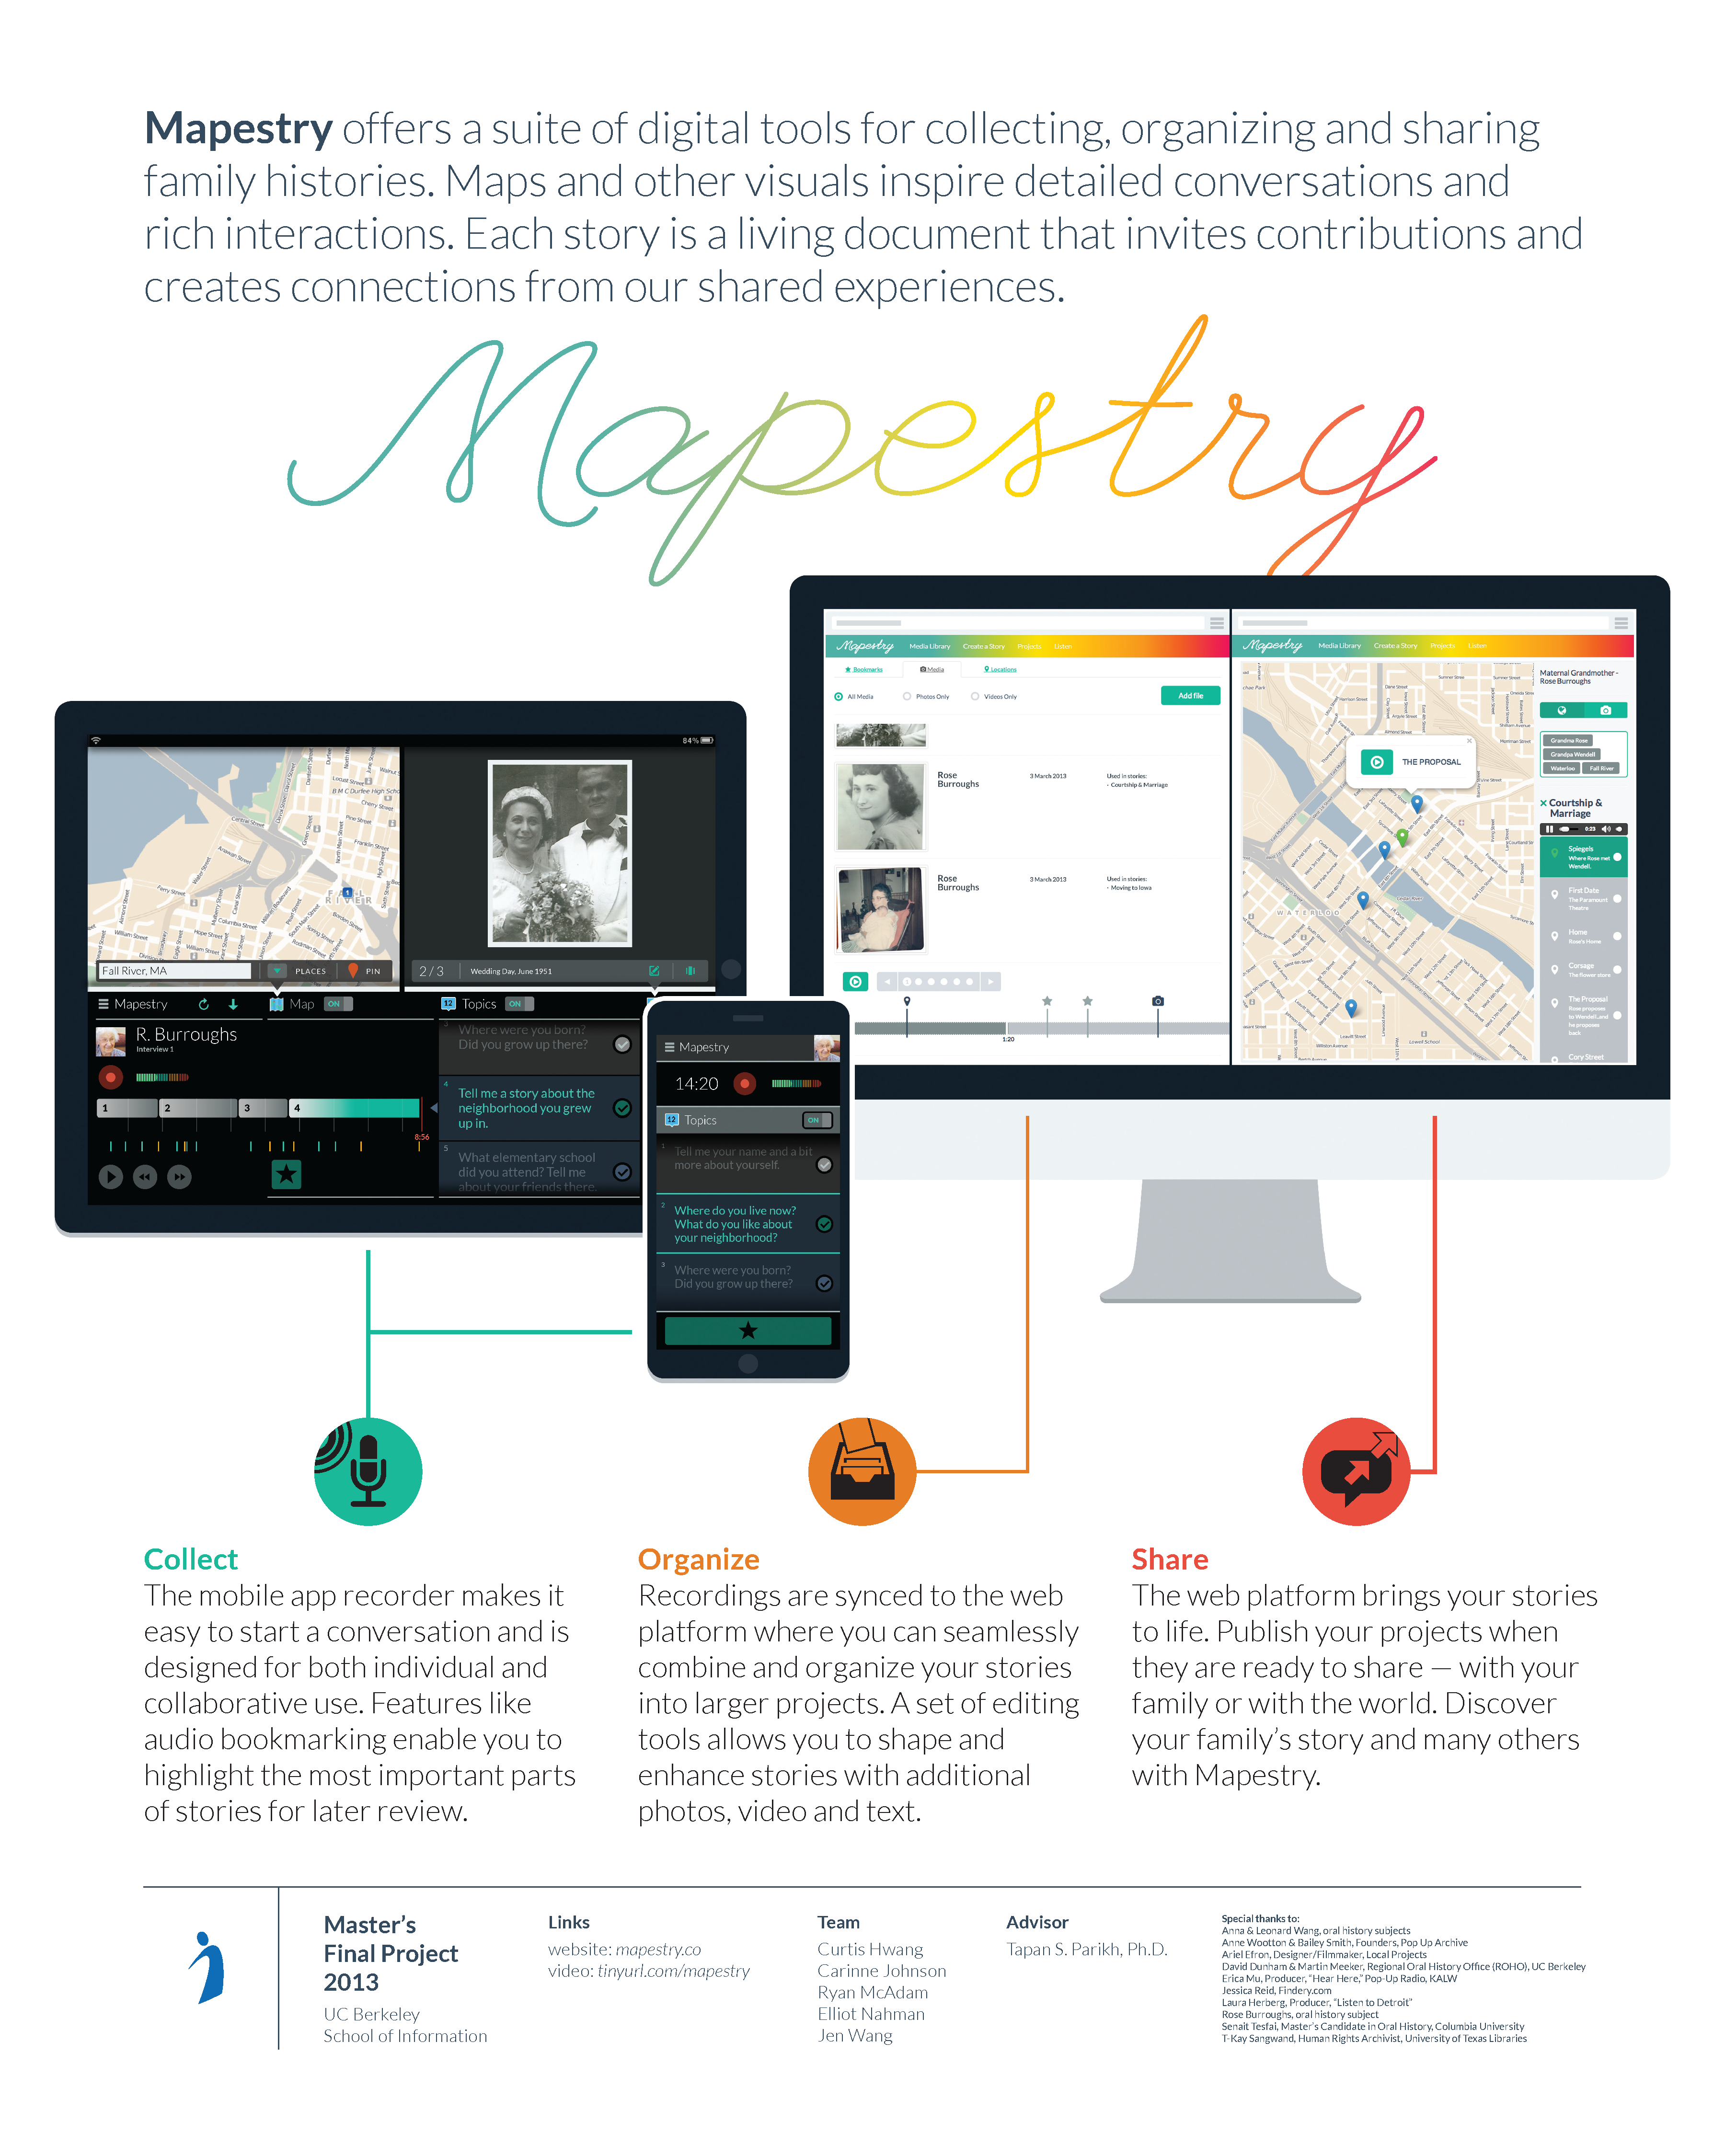 Mapestry offers a suite of digital tools for collecting, organizing and sharing
family histories. Maps and other visuals inspire detailed conversations and
rich interactions. Each story is a living document that invites contributions and
creates connections from our shared experiences.
Mapestry
84%
Fall River, MA
PLACES
PIN
FALL
RIVER
2 / 3
Wedding Day, June 1951
Mapestry
Map
ON
Topics
ON
R. Burroughs
Interview 1
1
2
3
4
8:56
Where were you born?
Did you grow up there?
4
Tell me a story about the
neighborhood you grew
up in.
5
What elementary school
did you attend? Tell me
about your friends there.
Mapestry
14:20
12
Topics
ON
1
Tell me your name and a bit
more about yourself.
2
Where do you live now?
What do you like about
your neighborhood?
3
Where were you born?
Did you grow up there?
Mapestry
Media Library
Create a Story
Projects
Listen
Bookmarks
Media
Locations
All Media
Photos Only
Videos Only
Add file
Rose
Burroughs
3 March 2013
Used in stories:
- Courtship & Marriage
Rose
Burroughs
3 March 2013
Used in stories:
- Moving to Iowa
1:20
Mapestry
Media Library
Create a Story
Projects
Listen
THE PROPOSAL
WATERLOO
Maternal Grandmother -
Rose Burroughs
Grandma Rose
Grandpa Wendell
Waterloo
Fall River
Courtship &
Marriage
0:23
Spiegels
Where Rose met
Wendell.
First Date
The Paramount
Theatre
Home
Rose's Home
Corsage
The flower store
The Proposal
Rose proposes
to Wendell, and
he proposes
back
Cory Street
Collect
The mobile app recorder makes it
easy to start a conversation and is
designed for both individual and
collaborative use. Features like
audio bookmarking enable you to
highlight the most important parts
of stories for later review.
Organize
Recordings are synced to the web
platform where you can seamlessly
combine and organize your stories
into larger projects. A set of editing
tools allows you to shape and
enhance stories with additional
photos, video and text.
Share
The web platform brings your stories
to life. Publish your projects when
they are ready to share — with your
family or with the world. Discover
your family's story and many others
with Mapestry.
Master's
Final Project
2013
UC Berkeley
School of Information
Links
website: mapestry.co
video: tinyurl.com/mapestry
Team
Curtis Hwang
Carinne Johnson
Ryan McAdam
Elliot Nahman
Jen Wang
Advisor
Tapan S. Parikh, Ph.D.
Special thanks to:
Anna & Leonard Wang, oral history subjects
Anne Wootton & Bailey Smith, Founders, Pop Up Archive
Ariel Efron, Designer/Filmmaker, Local Projects
David Dunham & Martin Meeker, Regional Oral History Office (ROHO), UC Berkeley
Erica Mu, Producer, "Hear Here," Pop-Up Radio, KALW
Jessica Reid, Findery.com
Laura Herberg, Producer, "Listen to Detroit"
Rose Burroughs, oral history subject
Senait Tesfai, Master's Candidate in Oral History, Columbia University
T-Kay Sangwand, Human Rights Archivist, University of Texas Libraries